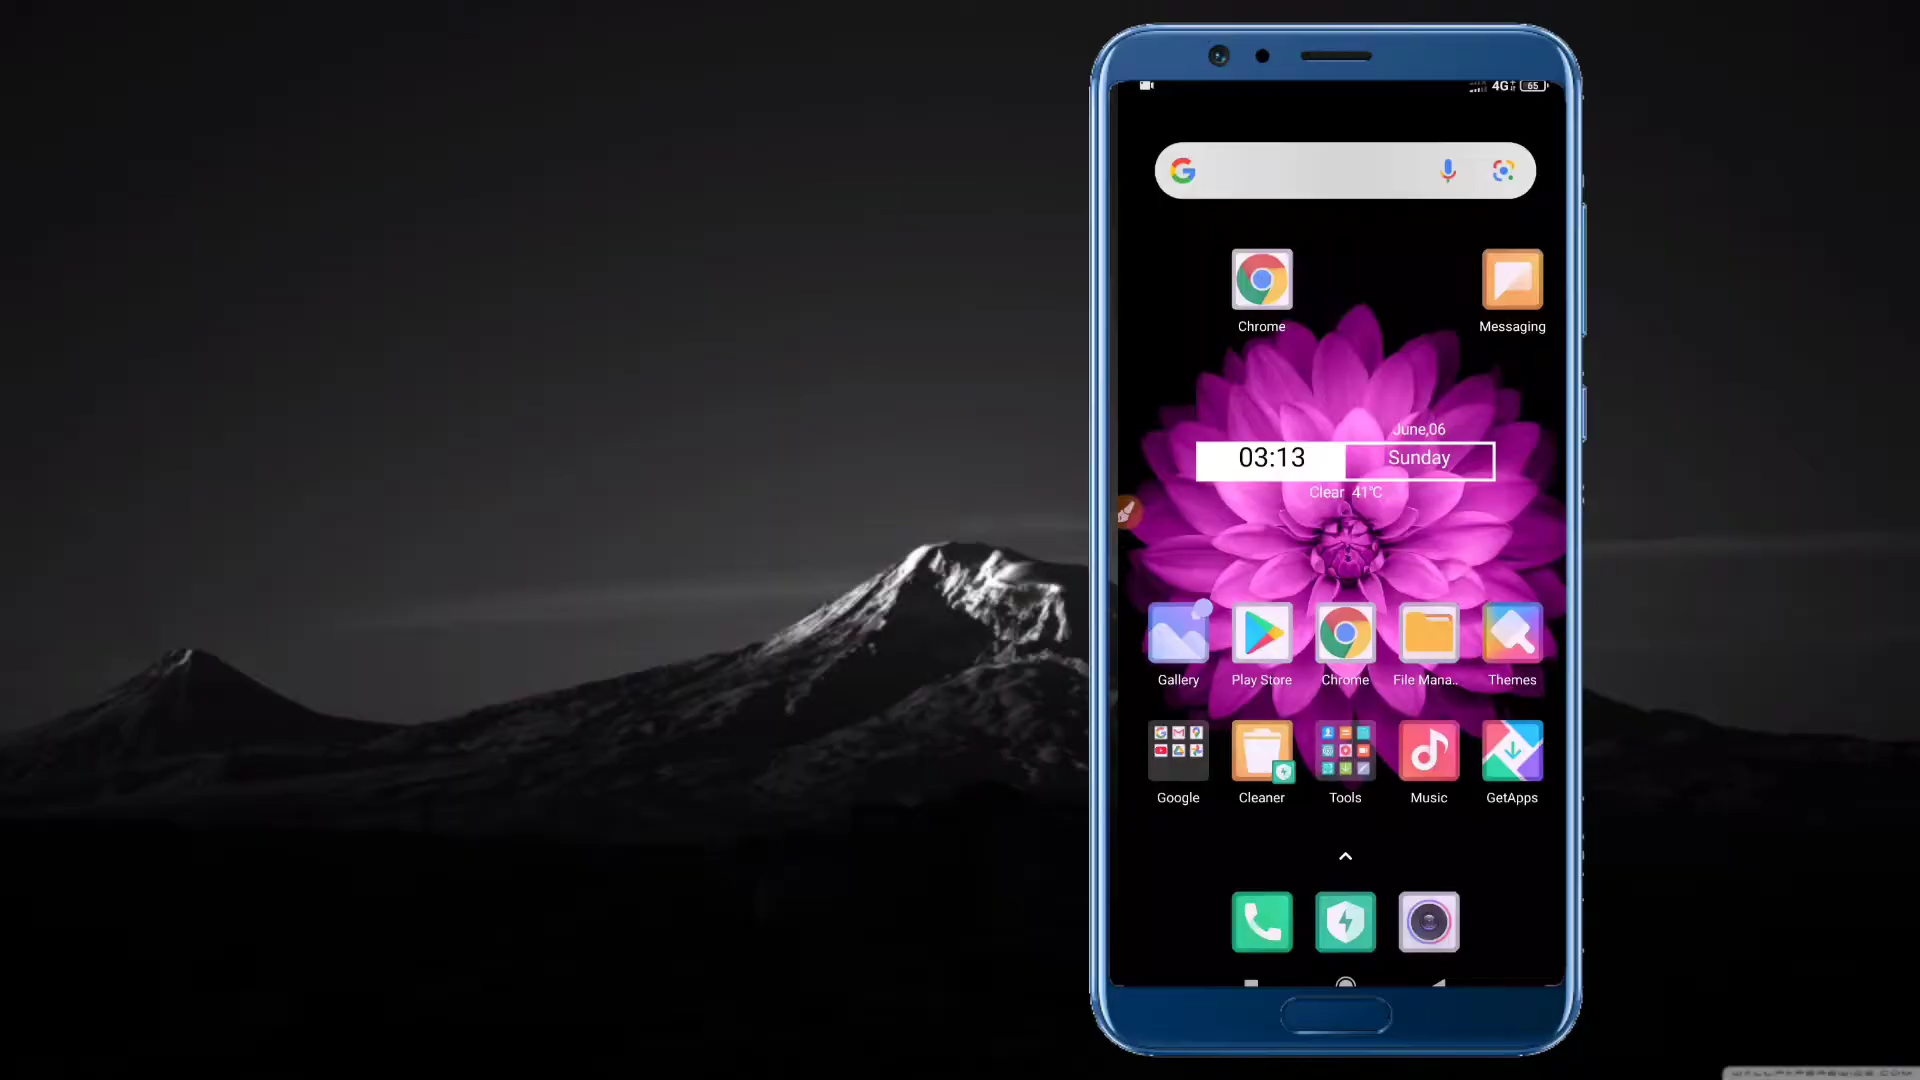 4G+
65
Chrome
Messaging
June,06
03:13
Sunday
Clear 41°C
Gallery
Play Store
Chrome
File Mana..
Themes
Google
Cleaner
Tools
Music
GetApps